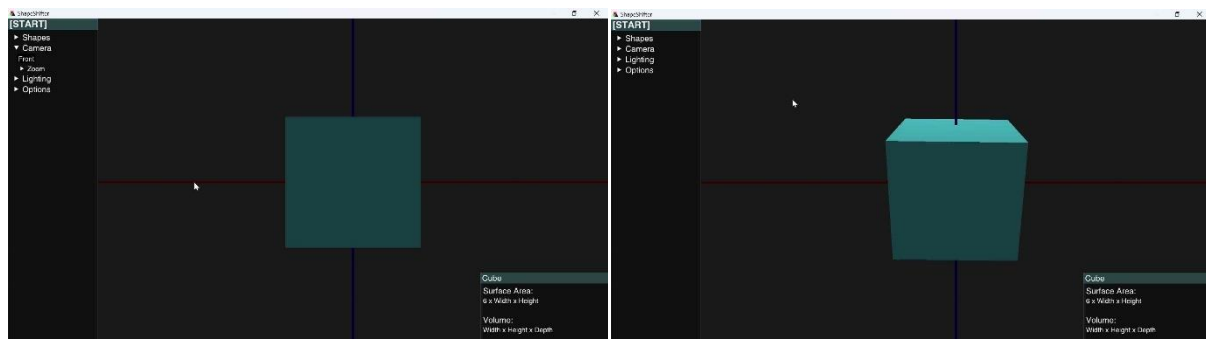 ShapeShifter
[START]
Shapes
Camera
Front
Zoom
Lighting
Options
Cube
Surface Area:
6 x Width x Height
Volume:
Width x Height x Depth
ShapeShifter
[START]
Shapes
Camera
Lighting
Options
Cube
Surface Area:
6 x Width x Height
Volume:
Width x Height x Depth